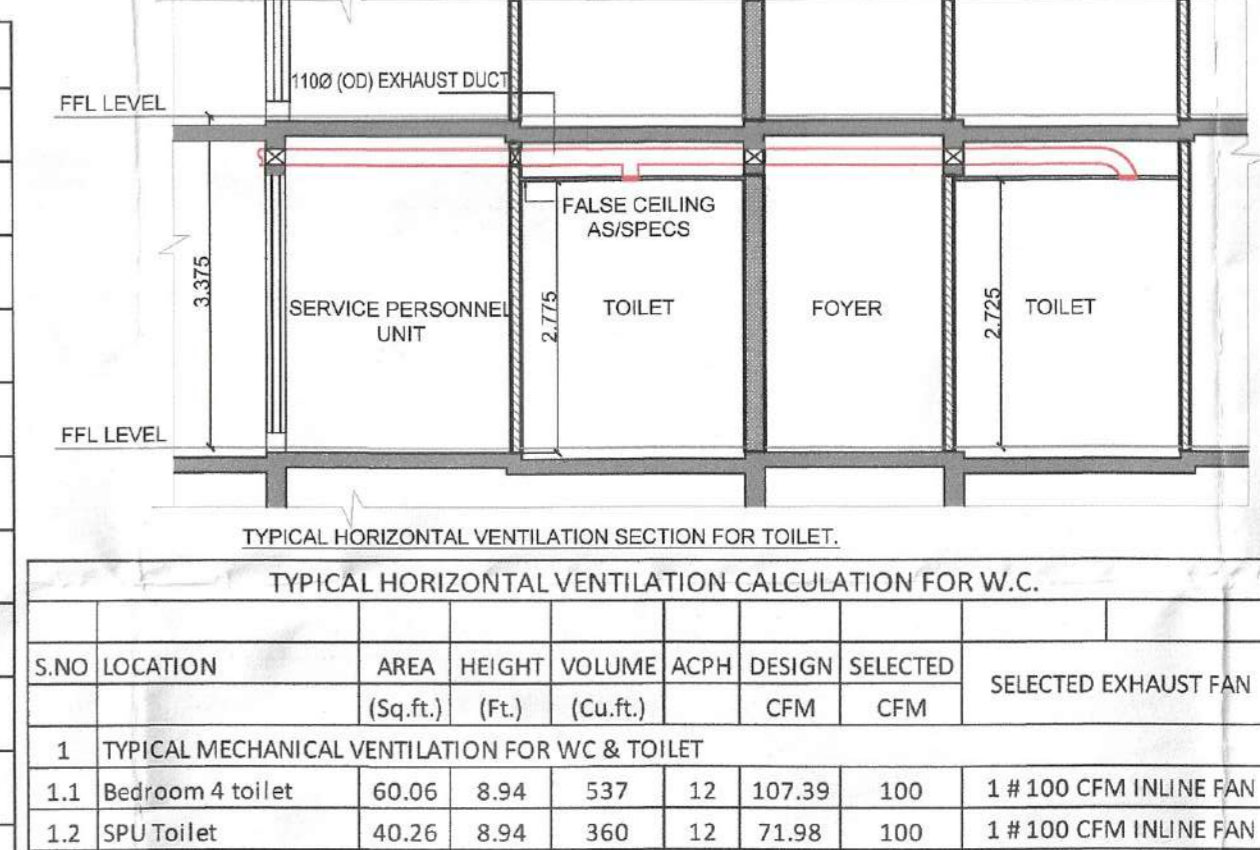 110Ø (OD) EXHAUST DUCT
FFL LEVEL
FALSE CEILING
AS/SPECS
3.375
SERVICE PERSONNEL
UNIT
2.775
TOILET
FOYER
2.725
TOILET
FFL LEVEL
TYPICAL HORIZONTAL VENTILATION SECTION FOR TOILET.
TYPICAL HORIZONTAL VENTILATION CALCULATION FOR W.C.
S.NO LOCATION AREA HEIGHT VOLUME ACPH DESIGN SELECTED SELECTED EXHAUST FAN
(Sq.ft.) (Ft.) (Cu.ft.) CFM CFM
1 TYPICAL MECHANICAL VENTILATION FOR WC & TOILET
1.1 Bedroom 4 toilet 60.06 8.94 537 12 107.39 100 1 # 100 CFM INLINE FAN
1.2 SPU Toilet 40.26 8.94 360 12 71.98 100 1 # 100 CFM INLINE FAN